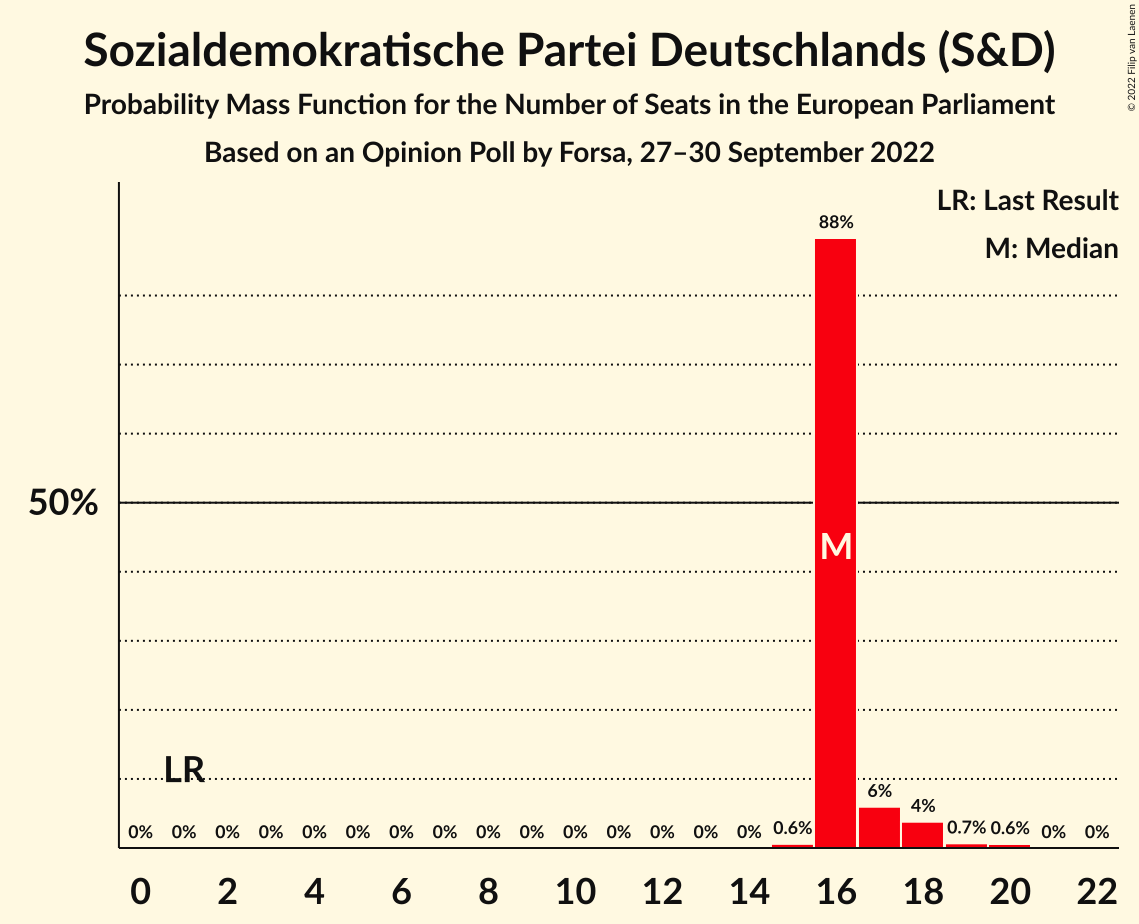 Sozialdemokratische Partei Deutschlands (S&D)
Probability Mass Function for the Number of Seats in the European Parliament
Based on an Opinion Poll by Forsa, 27–30 September 2022
© 2022 Filip van Laenen
LR: Last Result
M: Median
88%
50%
M
LR
0% 0% 0% 0% 0% 0% 0% 0% 0% 0% 0% 0% 0% 0% 0% 0.6% 6% 4% 0.7% 0.6% 0% 0%
0 2 4 6 8 10 12 14 16 18 20 22